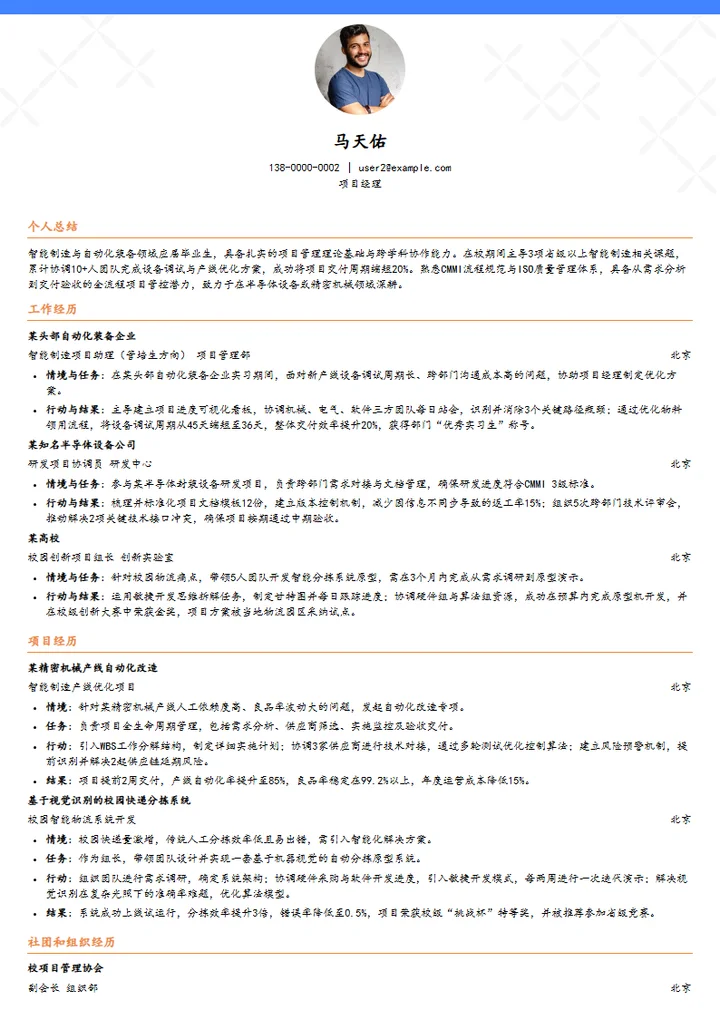 马天佑
138-0000-0002 | user2@example.com
项目经理
个人总结
智能制造与自动化装备领域应届毕业生，具备扎实的项目管理理论基础与跨学科协作能力。在校期间主导3项省级以上智能制造相关课题，
累计协调10+人团队完成设备调试与产线优化方案，成功将项目交付周期缩短20%。熟悉CMMI流程规范与ISO质量管理体系，具备从需求分析
到交付验收的全流程项目管控潜力，致力于在半导体设备或精密机械领域深耕。
工作经历
某头部自动化装备企业
智能制造项目助理（管培生方向） 项目管理部 北京
• 情境与任务：在某头部自动化装备企业实习期间，面对新产线设备调试周期长、跨部门沟通成本高的问题，协助项目经理制定优化方
案。
• 行动与结果：主导建立项目进度可视化看板，协调机械、电气、软件三方团队每日站会，识别并消除3个关键路径瓶颈；通过优化物料
领用流程，将设备调试周期从45天缩短至36天，整体交付效率提升20%，获得部门“优秀实习生”称号。
某知名半导体设备公司
研发项目协调员 研发中心 北京
• 情境与任务：参与某半导体封装设备研发项目，负责跨部门需求对接与文档管理，确保研发进度符合CMMI 3级标准。
• 行动与结果：梳理并标准化项目文档模板12份，建立版本控制机制，减少因信息不同步导致的返工率15%；组织5次跨部门技术评审会，
推动解决2项关键技术接口冲突，确保项目按期通过中期验收。
某高校
校园创新项目组长 创新实验室 北京
• 情境与任务：针对校园物流痛点，带领5人团队开发智能分拣系统原型，需在3个月内完成从需求调研到原型演示。
• 行动与结果：运用敏捷开发思维拆解任务，制定甘特图并每日跟踪进度；协调硬件组与算法组资源，成功在预算内完成原型机开发，并
在校级创新大赛中荣获金奖，项目方案被当地物流园区采纳试点。
项目经历
某精密机械产线自动化改造
智能制造产线优化项目 北京
• 情境：针对某精密机械产线人工依赖度高、良品率波动大的问题，发起自动化改造专项。
• 任务：负责项目全生命周期管理，包括需求分析、供应商筛选、实施监控及验收交付。
• 行动：引入WBS工作分解结构，制定详细实施计划；协调3家供应商进行技术对接，通过多轮测试优化控制算法；建立风险预警机制，提
前识别并解决2起供应链延期风险。
• 结果：项目提前2周交付，产线自动化率提升至85%，良品率稳定在99.2%以上，年度运营成本降低15%。
基于视觉识别的校园快递分拣系统
校园智能物流系统开发 北京
• 情境：校园快递量激增，传统人工分拣效率低且易出错，需引入智能化解决方案。
• 任务：作为组长，带领团队设计并实现一套基于机器视觉的自动分拣原型系统。
• 行动：组织团队进行需求调研，确定系统架构；协调硬件采购与软件开发进度，引入敏捷开发模式，每两周进行一次迭代演示；解决视
觉识别在复杂光照下的准确率难题，优化算法模型。
• 结果：系统成功上线试运行，分拣效率提升3倍，错误率降低至0.5%，项目荣获校级“挑战杯”特等奖，并被推荐参加省级竞赛。
社团和组织经历
校项目管理协会
副会长 组织部 北京